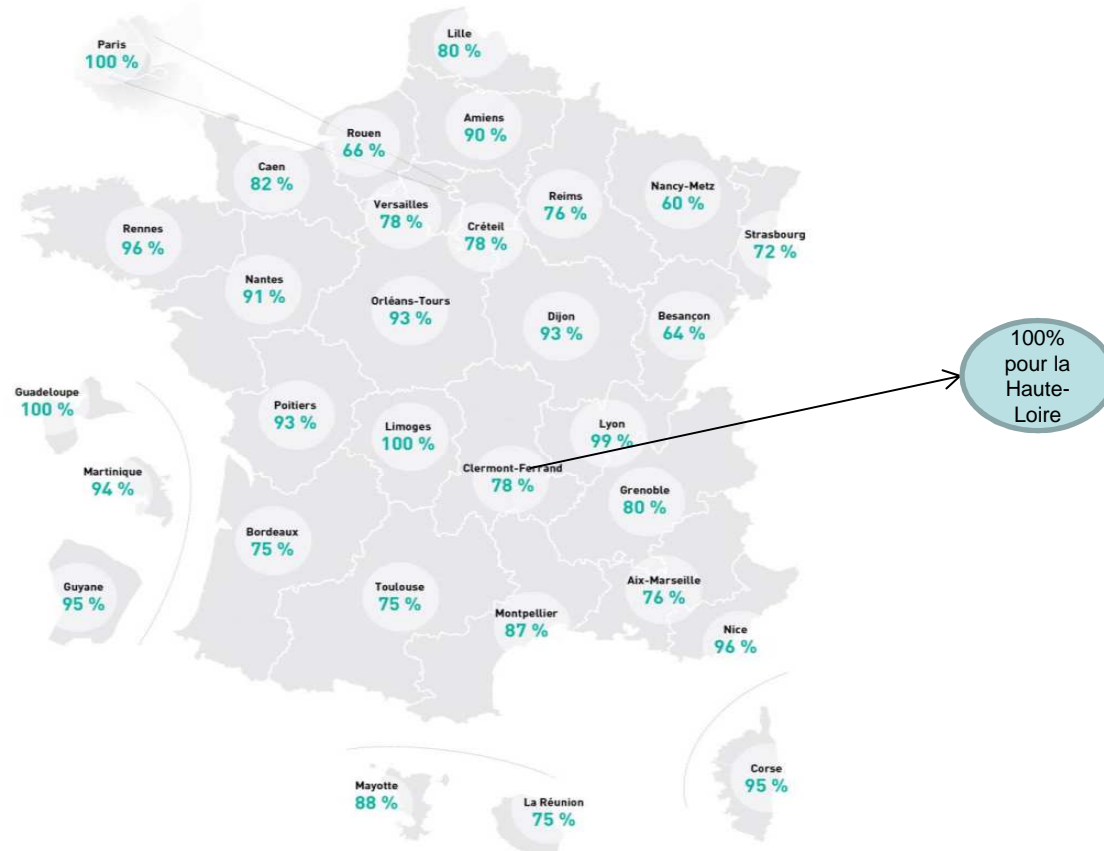 Paris
100 %
Lille
80 %
Amiens
90 %
Rouen
66 %
Caen
82 %
Nancy-Metz
60 %
Reims
76 %
Versailles
78 %
Créteil
78 %
Rennes
96 %
Strasbourg
72 %
Nantes
91 %
Orléans-Tours
93 %
Dijon
93 %
Besançon
64 %
100%
pour la
Haute-
Loire
Guadeloupe
100 %
Poitiers
93 %
Limoges
100 %
Lyon
99 %
Martinique
94 %
Clermont-Ferrand
78 %
Grenoble
80 %
Bordeaux
75 %
Guyane
95 %
Toulouse
75 %
Aix-Marseille
76 %
Montpellier
87 %
Nice
96 %
Corse
95 %
Mayotte
88 %
La Réunion
75 %